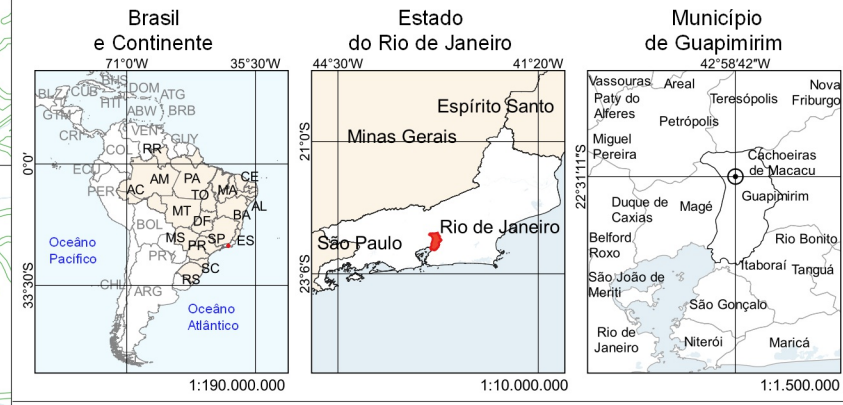 Brasil
e Continente
71°0'W
35°30'W
0°0'
33°30'S
BHS
DOM
ATG
BLZ
CUB
HTI
ABW
BRB
GTM
CRI
VEN
GUY
COL
RR
ECU
AM
PA
CE
PER
AC
TO
MA
AL
MT
BA
BOL
DF
MS
SP
ES
PR
PRY
Oceâno
Pacífico
SC
RS
CHL
ARG
Oceâno
Atlântico
1:190.000.000
Estado
do Rio de Janeiro
44°30'W
41°20'W
21°0'S
23°6'S
Espírito Santo
Minas Gerais
Rio de Janeiro
São Paulo
1:10.000.000
Município
de Guapimirim
42°58'42"W
22°31'11"S
Vassouras
Areal
Nova
Friburgo
Paty do
Alferes
Teresópolis
Petrópolis
Miguel
Pereira
Cachoeiras
de Macacu
Guapimirim
Duque de
Caxias
Magé
Belford
Roxo
Rio Bonito
Itaboraí
Tanguá
São João de
Meriti
São Gonçalo
Rio de
Janeiro
Niterói
Maricá
1:1.500.000